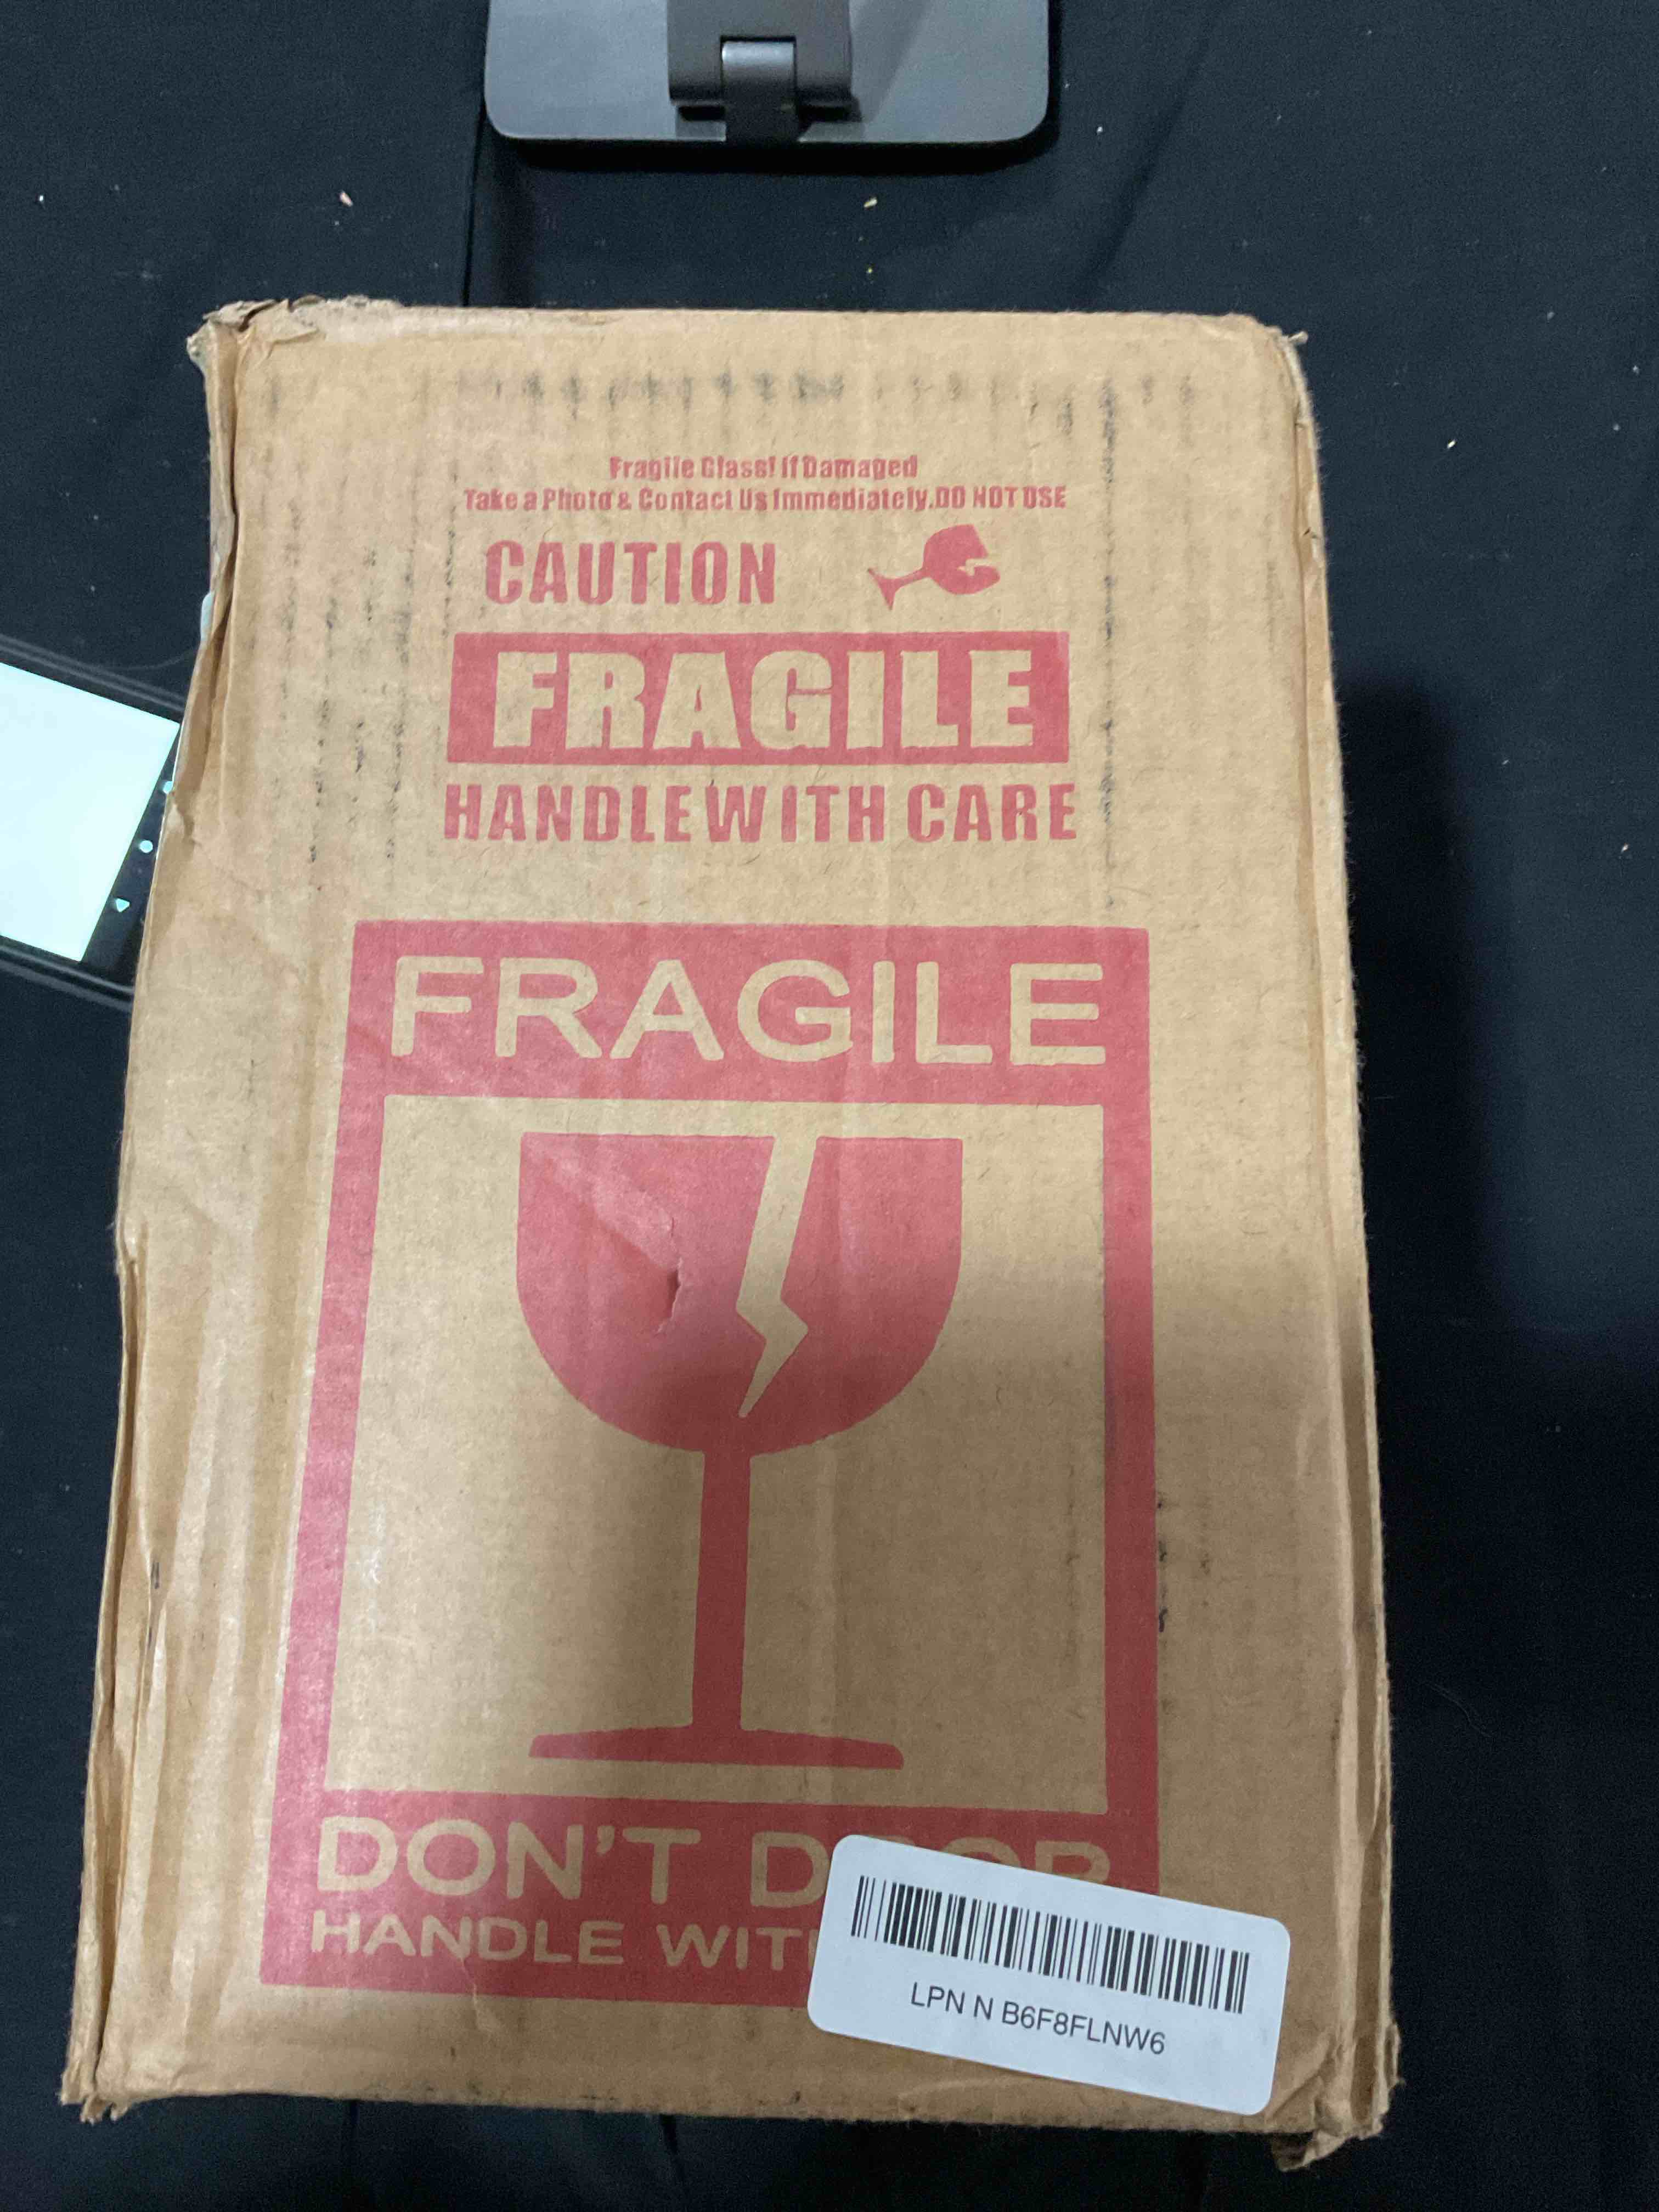 Fragile Glass! If Damaged
Take a Photo & Contact Us Immediately.DO NOT USE
CAUTION
FRAGILE
HANDLE WITH CARE
FRAGILE
DON'T
HANDLE
LPN N B6F8FLNW6